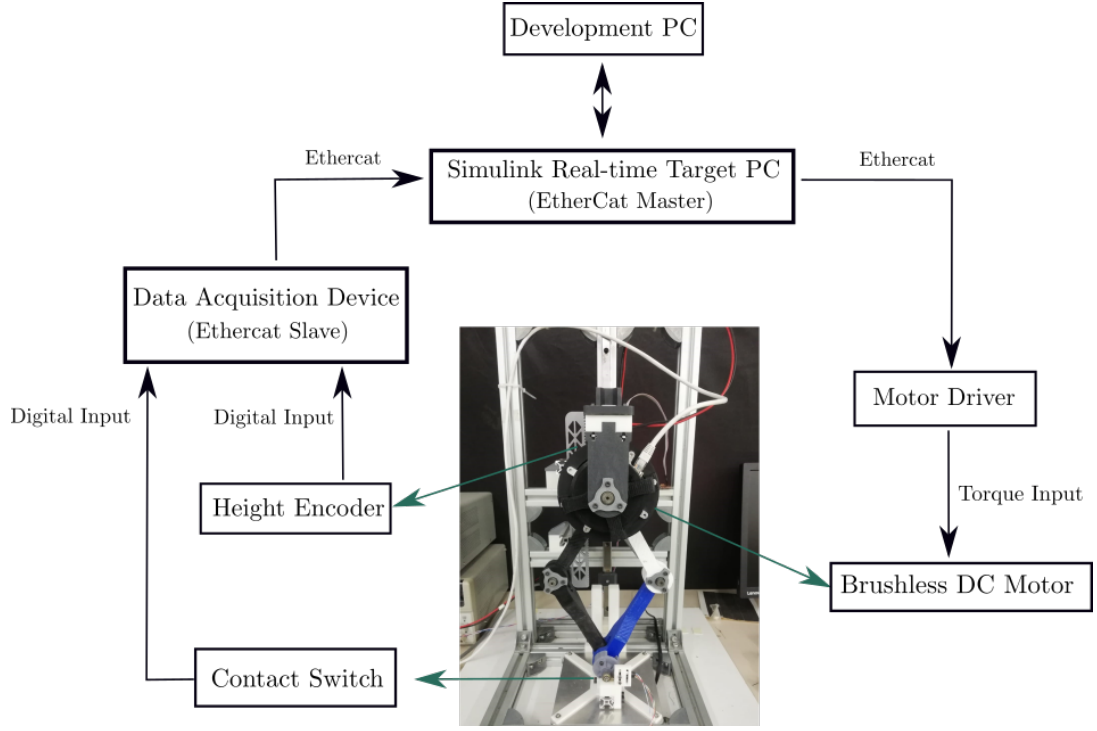 Development PC
Ethercat
Simulink Real-time Target PC
(EtherCat Master)
Ethercat
Data Acquisition Device
(Ethercat Slave)
Digital Input
Digital Input
Motor Driver
Height Encoder
Torque Input
Brushless DC Motor
Contact Switch